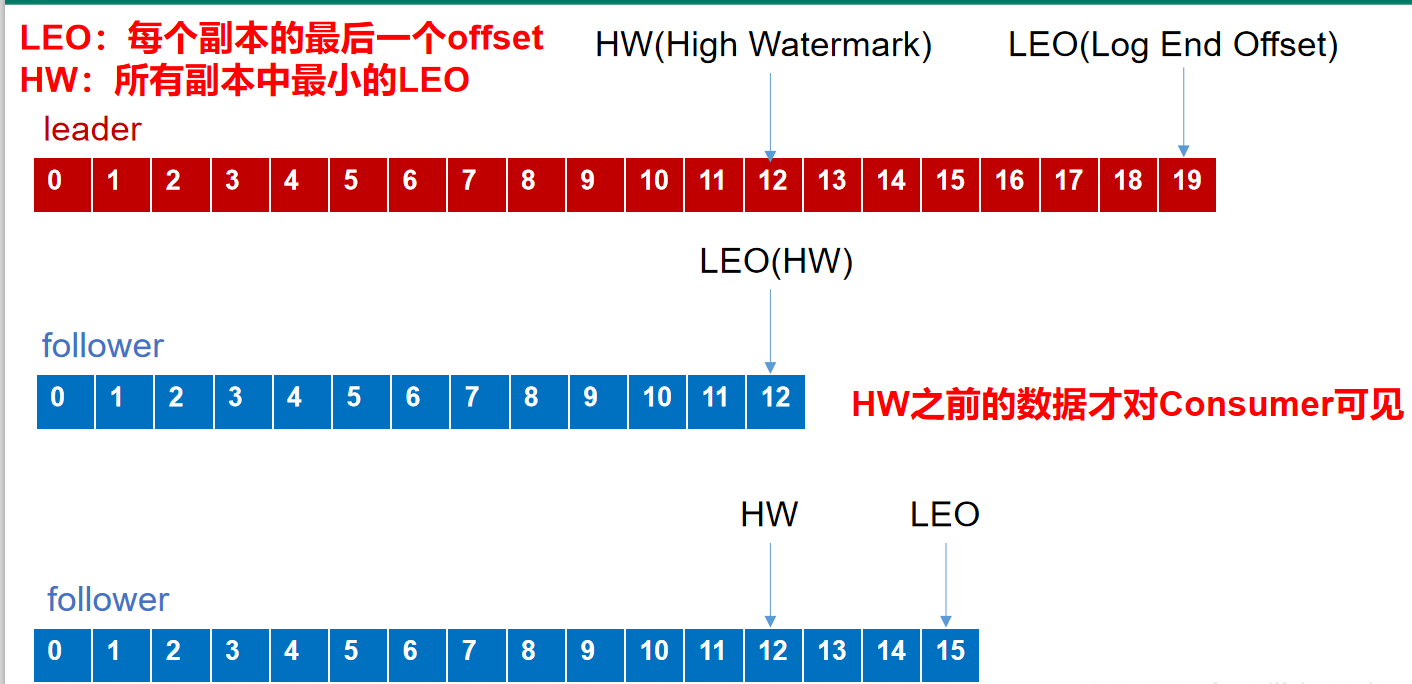 LEO：每个副本的最后一个offset
HW：所有副本中最小的LEO
HW(High Watermark)
LEO(Log End Offset)
leader
0 1 2 3 4 5 6 7 8 9 10 11 12 13 14 15 16 17 18 19
LEO(HW)
follower
0 1 2 3 4 5 6 7 8 9 10 11 12
HW之前的数据才对Consumer可见
HW
LEO
follower
0 1 2 3 4 5 6 7 8 9 10 11 12 13 14 15